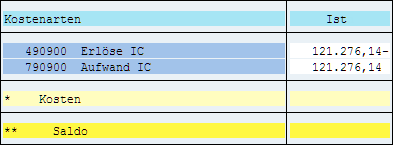 Kostenarten Ist
490900 Erlöse IC 121.276,14-
790900 Aufwand IC 121.276,14
* Kosten
** Saldo